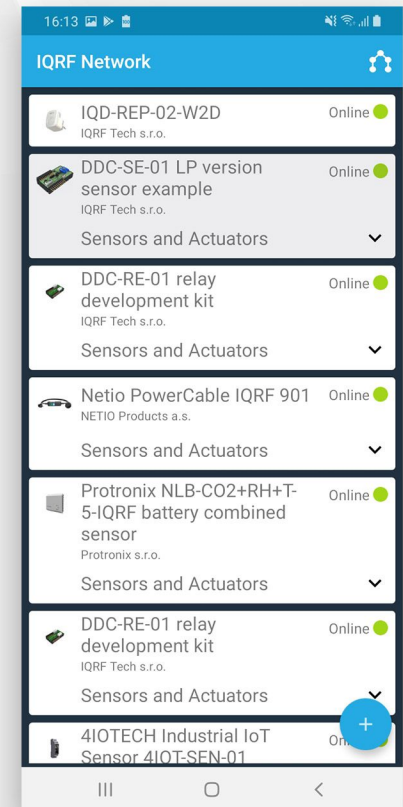 16:13
IQRF Network
IQD-REP-02-W2D
Online
IQRF Tech s.r.o.
DDC-SE-01 LP version
Online
sensor example
IQRF Tech s.r.o.
Sensors and Actuators
DDC-RE-01 relay
Online
development kit
IQRF Tech s.r.o.
Sensors and Actuators
Netio PowerCable IQRF 901
Online
NETIO Products a.s.
Sensors and Actuators
Protronix NLB-CO2+RH+T-
Online
5-IQRF battery combined
sensor
Protronix s.r.o.
Sensors and Actuators
DDC-RE-01 relay
Online
development kit
IQRF Tech s.r.o.
Sensors and Actuators
+
4IOTECH Industrial IoT
Sensor 4IOT-SEN-01